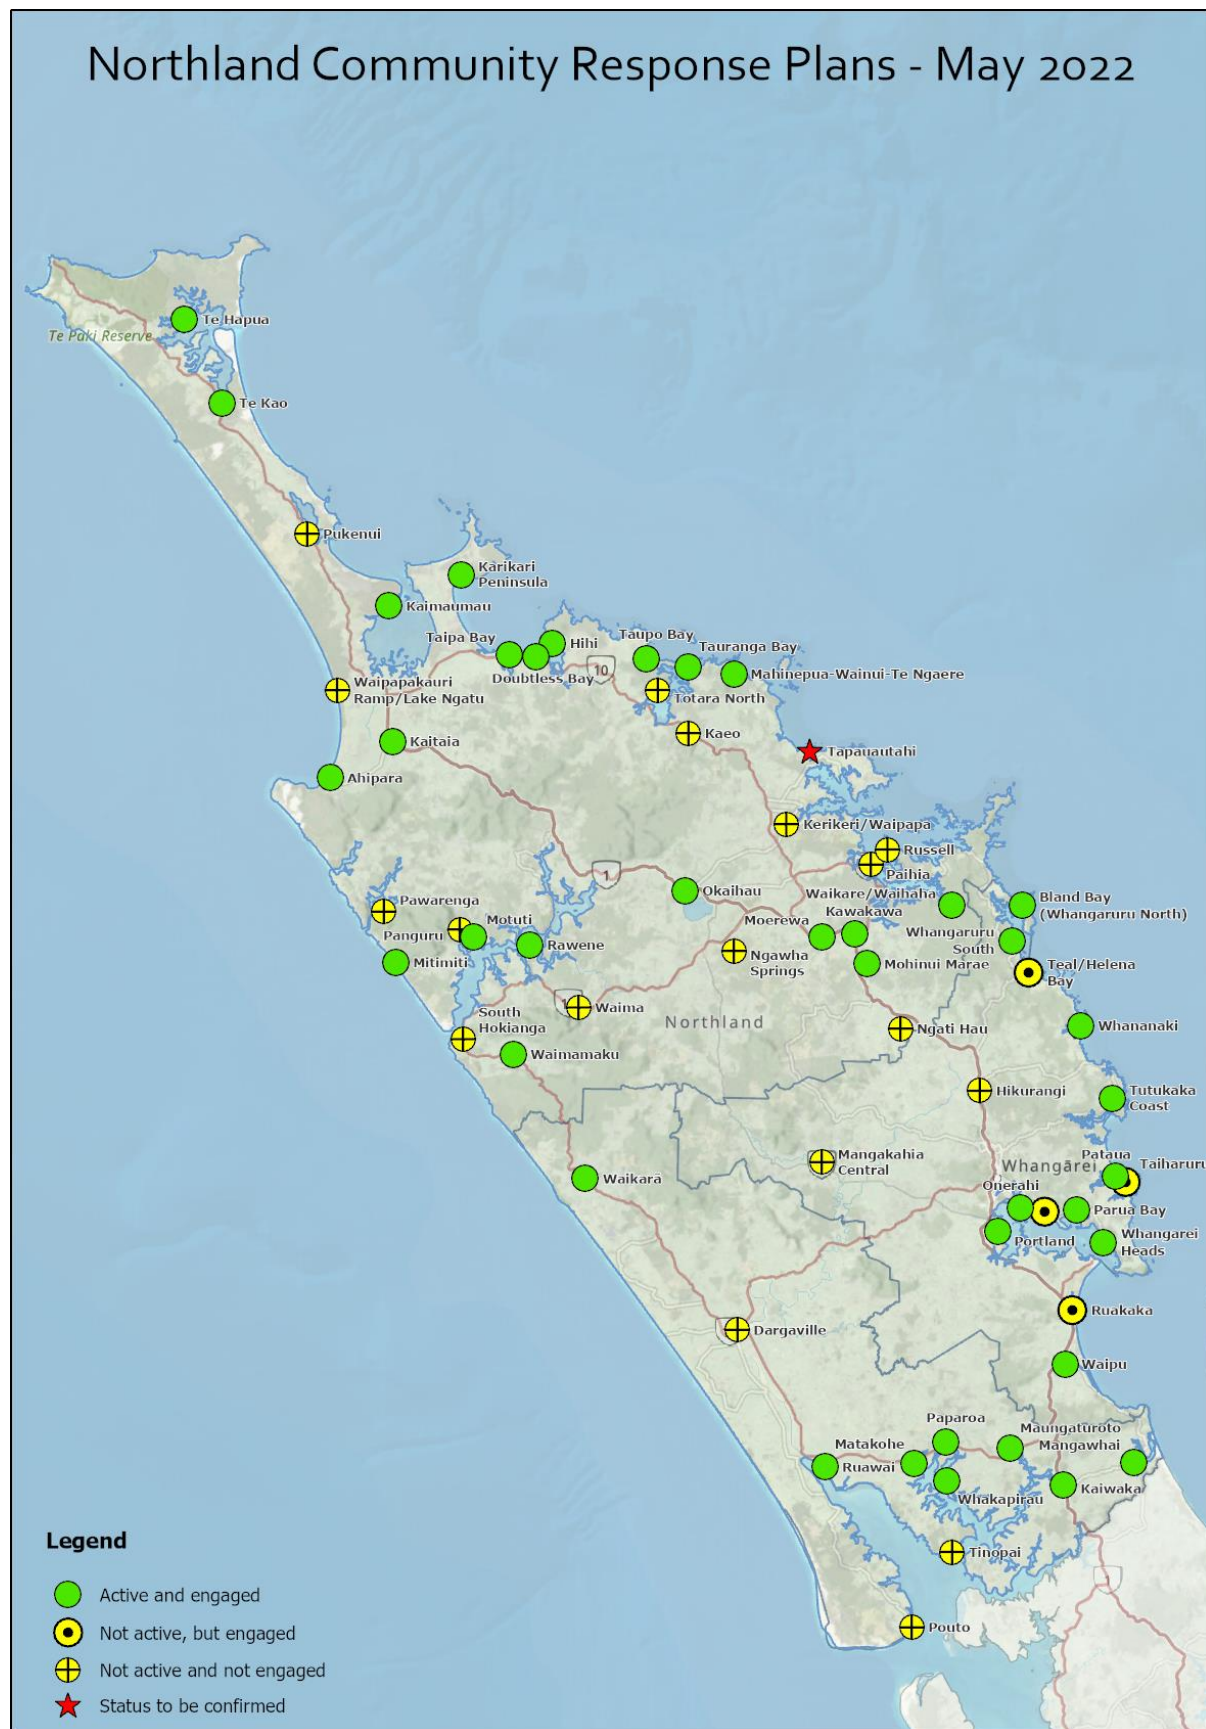 Northland Community Response Plans - May 2022
Te Hapua
Te Paki Reserve
Te Kao
Pukenui
Karikari
Peninsula
Kaimaumau
Taipa Bay
Hihi
Doubtless Bay
10
Taupo Bay
Tauranga Bay
Mahinepua-Wainui-Te Ngaere
Waipapakauri
Ramp/Lake Ngatu
Totara North
Kaeo
Kaitaia
Tapauautahi
Ahipara
Kerikeri/Waipapa
Russell
Paihia
1
Okaihau
Waikare/Waihaha
Bland Bay
(Whangaruru North)
Pawarenga
Motuti
Panguru
Rawene
Moerewa
Kawakawa
Whangaruru
South
Mitimiti
Ngawha
Springs
Mohinui Marae
Teal/Helena
Bay
South
Hokianga
1
Waima
Northland
Ngati Hau
Whananaki
Waimamaku
Hikurangi
Tutukaka
Coast
Mangakahia
Central
Whangārei
Pataua
Taiharuru
Waikarā
Onerahi
Parua Bay
Portland
Whangarei
Heads
Ruakaka
Dargaville
Waipu
Paparoa
Maungaturoto
Matakohe
Mangawhai
Ruawai
Whakapirau
Kaiwaka
Tinopai
Pouto
Legend
Active and engaged
Not active, but engaged
Not active and not engaged
Status to be confirmed